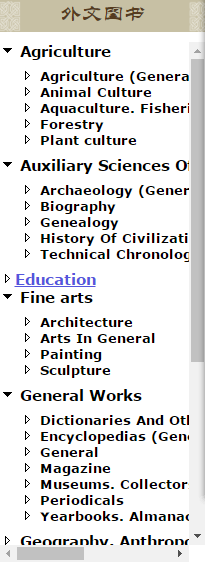 外文图书
Agriculture
Agriculture (Genera
Animal Culture
Aquaculture. Fisheri
Forestry
Plant culture
Auxiliary Sciences Of
Archaeology (Gener
Biography
Genealogy
History Of Civilizati
Technical Chronolog
Education
Fine arts
Architecture
Arts In General
Painting
Sculpture
General Works
Dictionaries And Oth
Encyclopedias (Gene
General
Magazine
Museums. Collectors
Periodicals
Yearbooks. Almanac
Geography. Anthropo